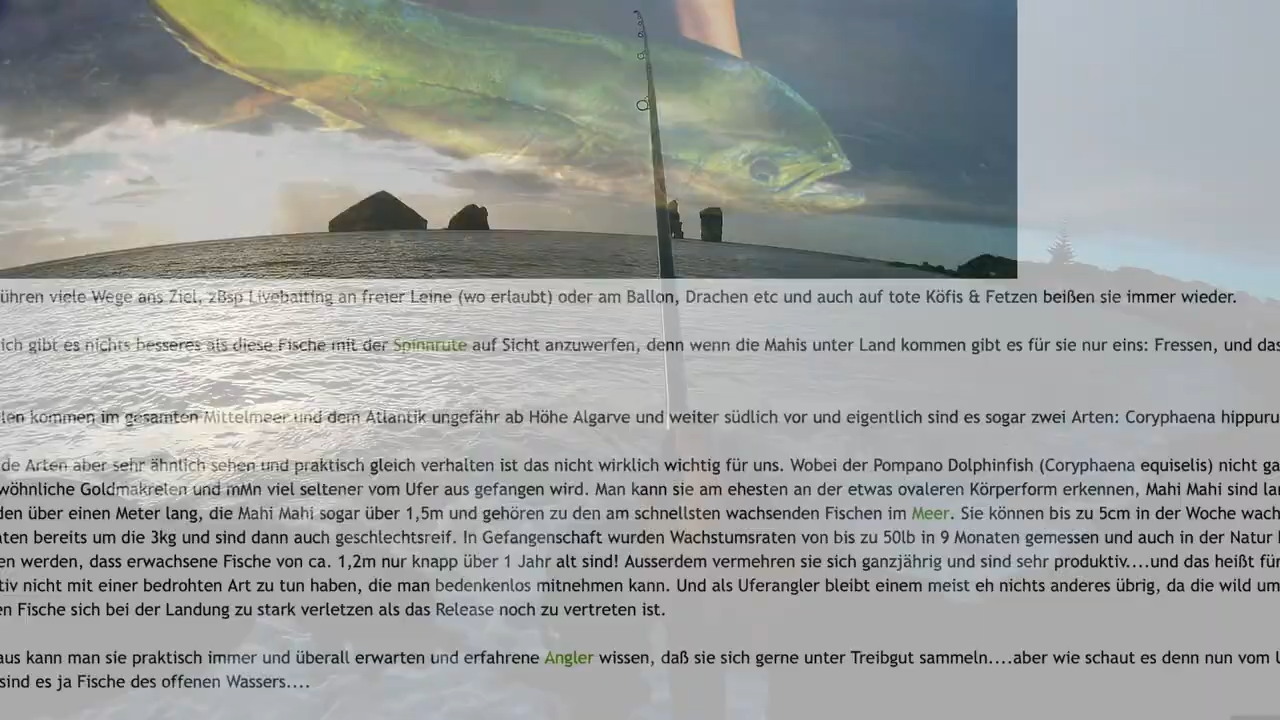 ühren viele Wege ans Ziel, zBsp Livebaiting an freier Leine (wo erlaubt) oder am Ballon, Drachen etc und auch auf tote Köfis & Fetzen beißen sie immer wieder.
ich gibt es nichts besseres als diese Fische mit der Spinnrute auf Sicht anzuwerfen, denn wenn die Mahis unter Land kommen gibt es für sie nur eins: Fressen, und das
len kommen im gesamten Mittelmeer und dem Atlantik ungefähr ab Höhe Algarve und weiter südlich vor und eigentlich sind es sogar zwei Arten: Coryphaena hippuru
de Arten aber sehr ähnlich sehen und praktisch gleich verhalten ist das nicht wirklich wichtig für uns. Wobei der Pompano Dolphinfish (Coryphaena equiselis) nicht ga
wöhnliche Goldmakrelen und mMn viel seltener vom Ufer aus gefangen wird. Man kann sie am ehesten an der etwas ovaleren Körperform erkennen, Mahi Mahi sind la
den über einen Meter lang, die Mahi Mahi sogar über 1,5m und gehören zu den am schnellsten wachsenden Fischen im Meer. Sie können bis zu 5cm in der Woche wach
ten bereits um die 3kg und sind dann auch geschlechtsreif. In Gefangenschaft wurden Wachstumsraten von bis zu 50lb in 9 Monaten gemessen und auch in der Natur
en werden, dass erwachsene Fische von ca. 1,2m nur knapp über 1 Jahr alt sind! Ausserdem vermehren sie sich ganzjährig und sind sehr produktiv....und das heißt für
tiv nicht mit einer bedrohten Art zu tun haben, die man bedenkenlos mitnehmen kann. Und als Uferangler bleibt einem meist eh nichts anderes übrig, da die wild um
en Fische sich bei der Landung zu stark verletzen als das Release noch zu vertreten ist.
aus kann man sie praktisch immer und überall erwarten und erfahrene Angler wissen, daß sie sich gerne unter Treibgut sammeln....aber wie schaut es denn nun vom
sind es ja Fische des offenen Wassers....